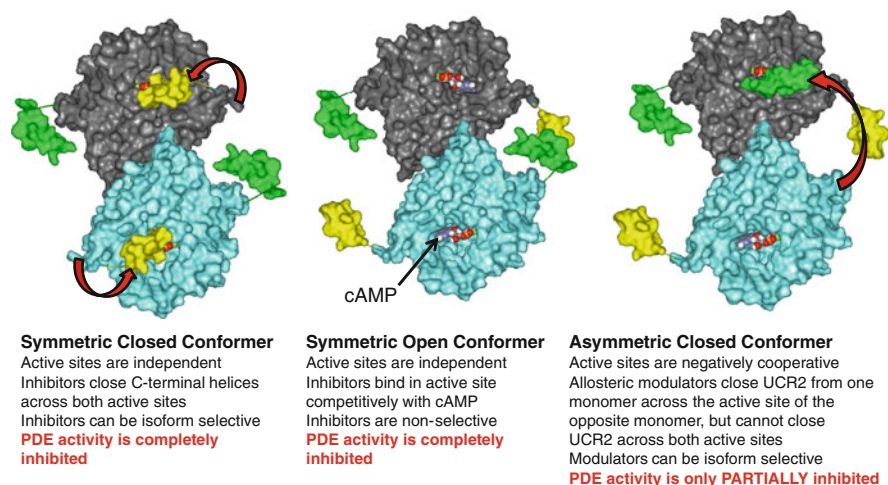 cAMP
Symmetric Closed Conformer
Active sites are independent
Inhibitors close C-terminal helices
across both active sites
Inhibitors can be isoform selective
PDE activity is completely
inhibited
Symmetric Open Conformer
Active sites are independent
Inhibitors bind in active site
competitively with cAMP
Inhibitors are non-selective
PDE activity is completely
inhibited
Asymmetric Closed Conformer
Active sites are negatively cooperative
Allosteric modulators close UCR2 from one
monomer across the active site of the
opposite monomer, but cannot close
UCR2 across both active sites
Modulators can be isoform selective
PDE activity is only PARTIALLY inhibited